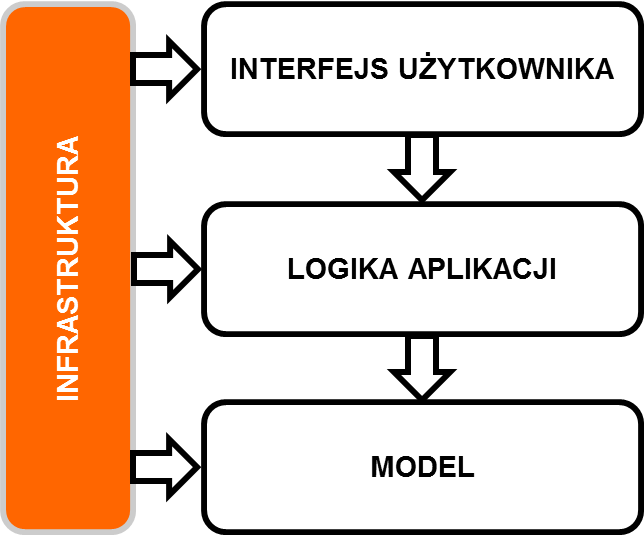 INFRASTRUKTURA
INTERFEJS UŻYTKOWNIKA
LOGIKA APLIKACJI
MODEL